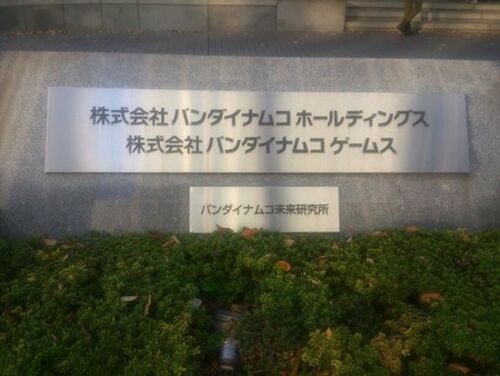 株式会社 バンダイナムコ ホールディングス
株式会社 バンダイナムコ ゲームス
バンダイナムコ未来研究所